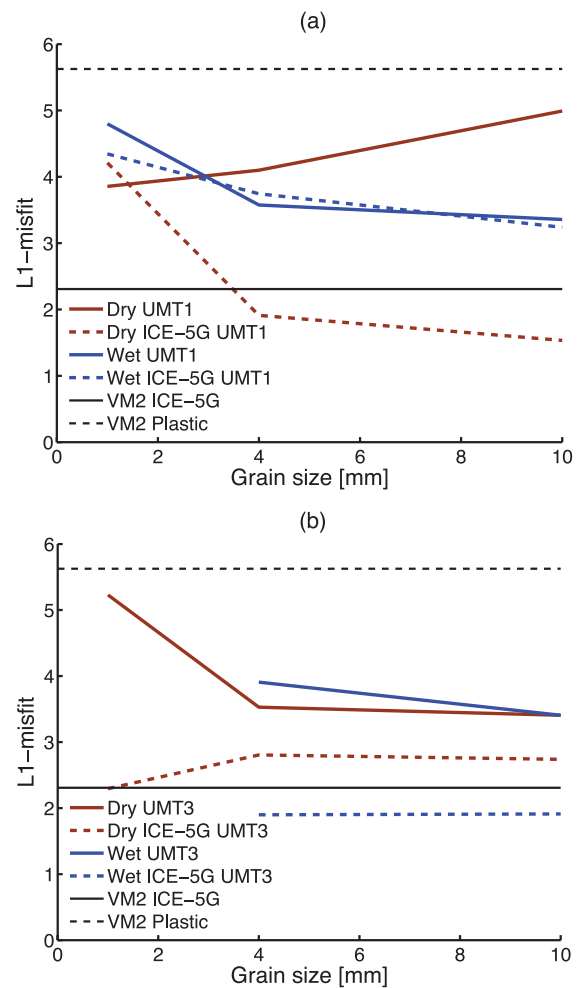 (a)
6
5
4
3
2
1
0
L1-misfit
Dry UMT1
Dry ICE-5G UMT1
Wet UMT1
Wet ICE-5G UMT1
VM2 ICE-5G
VM2 Plastic
0 2 4 6 8 10
Grain size [mm]
(b)
6
5
4
3
2
1
0
L1-misfit
Dry UMT3
Dry ICE-5G UMT3
Wet UMT3
Wet ICE-5G UMT3
VM2 ICE-5G
VM2 Plastic
0 2 4 6 8 10
Grain size [mm]